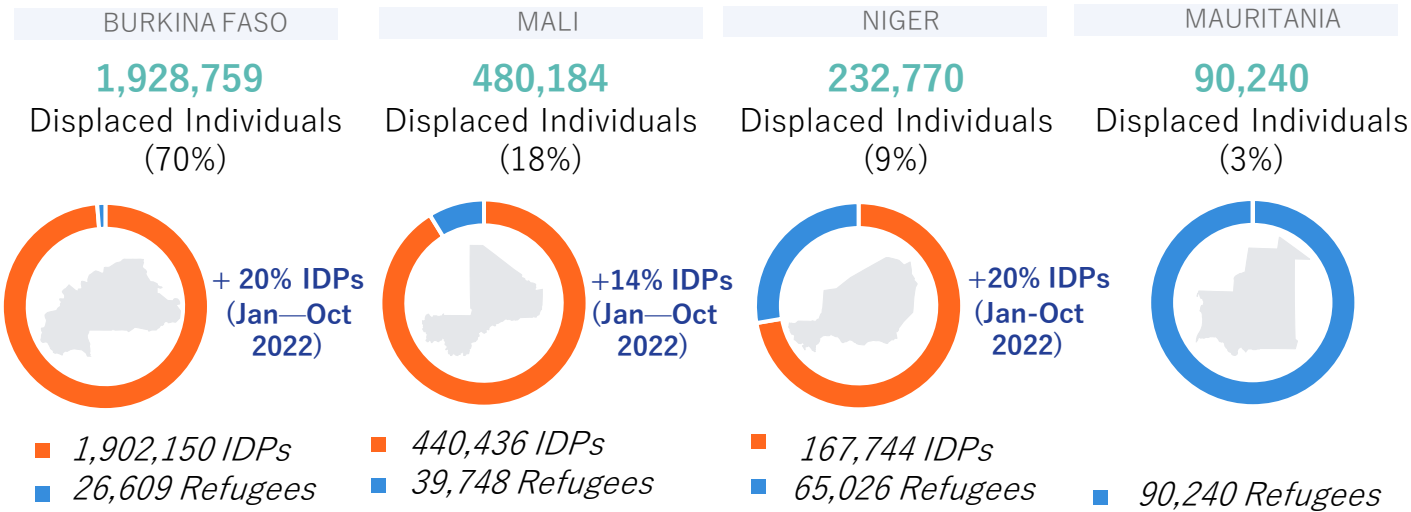 BURKINA FASO
1,928,759
Displaced Individuals
(70%)
+ 20% IDPs
(Jan—Oct
2022)
1,902,150 IDPs
26,609 Refugees
MALI
480,184
Displaced Individuals
(18%)
+14% IDPs
(Jan—Oct
2022)
440,436 IDPs
39,748 Refugees
NIGER
232,770
Displaced Individuals
(9%)
+20% IDPs
(Jan-Oct
2022)
167,744 IDPs
65,026 Refugees
MAURITANIA
90,240
Displaced Individuals
(3%)
90,240 Refugees